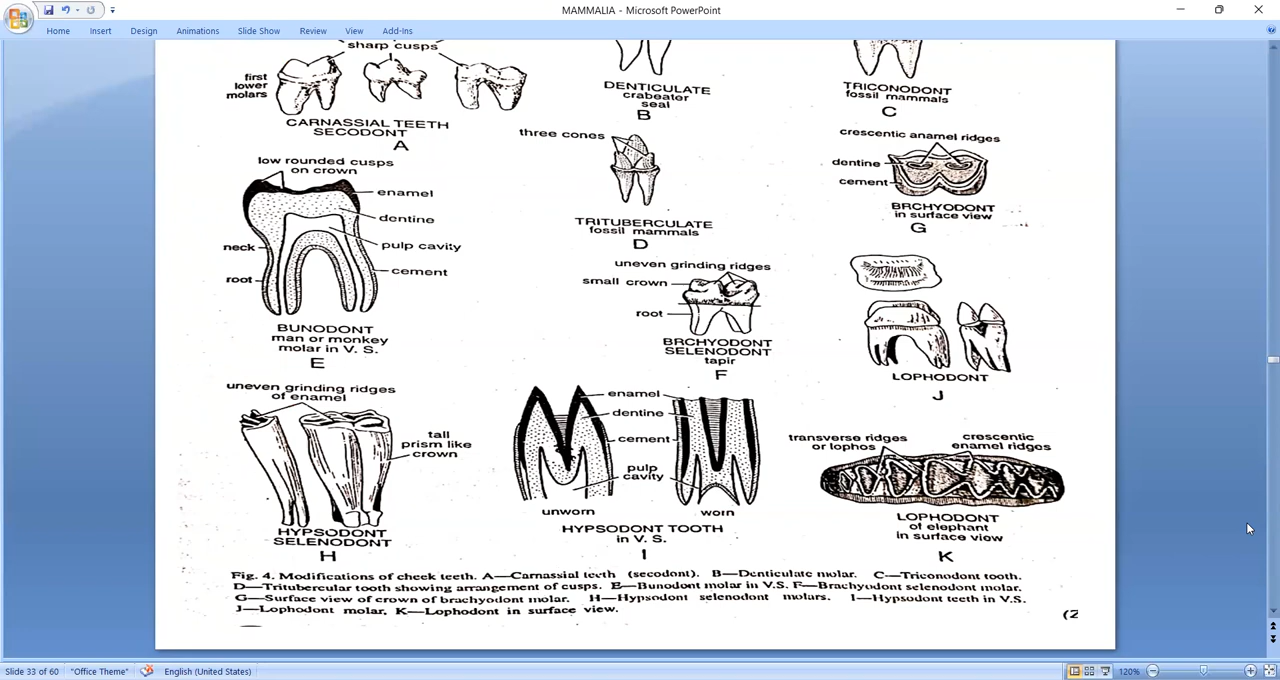 MAMMALIA - Microsoft PowerPoint
Home Insert Design Animations Slide Show Review View Add-Ins
sharp cusps
first
lower
molars
CARNASSIAL TEETH
SECODONT
A
DENTICULATE
crabeater
seal
B
TRICONODONT
fossil mammals
C
three cones
TRITUBERCULATE
fossil mammals
D
crescentic anamel ridges
dentine
cement
BRCHYODONT
in surface view
G
low rounded cusps
on crown
enamel
dentine
pulp cavity
neck
cement
root
BUNODONT
man or monkey
molar in V. S.
E
uneven grinding ridges
small crown
root
BRCHYODONT
SELENODONT
tapir
F
LOPHODONT
J
uneven grinding ridges
of enamel
tall
prism like
crown
HYPSODONT
SELENODONT
H
enamel
dentine
cement
pulp
cavity
unworn worn
HYPSODONT TOOTH
in V. S.
I
transverse ridges
or lophos
crescentic
enamel ridges
LOPHODONT
of elephant
in surface view
K
Fig. 4. Modifications of cheek teeth. A—Carnassial teeth (secodont). B—Denticulate molar. C—Triconodont tooth.
D—Tritubercular tooth showing arrangement of cusps. E—Bunodont molar in V.S. F—Brachyodont selenodont molar.
G—Surface view of crown of brachyodont molar. H—Hypsodont selenodont molars. I—Hypsodont teeth in V.S.
J—Lophodont molar. K—Lophodont in surface view.
(2
Slide 33 of 60 "Office Theme" English (United States) 120%